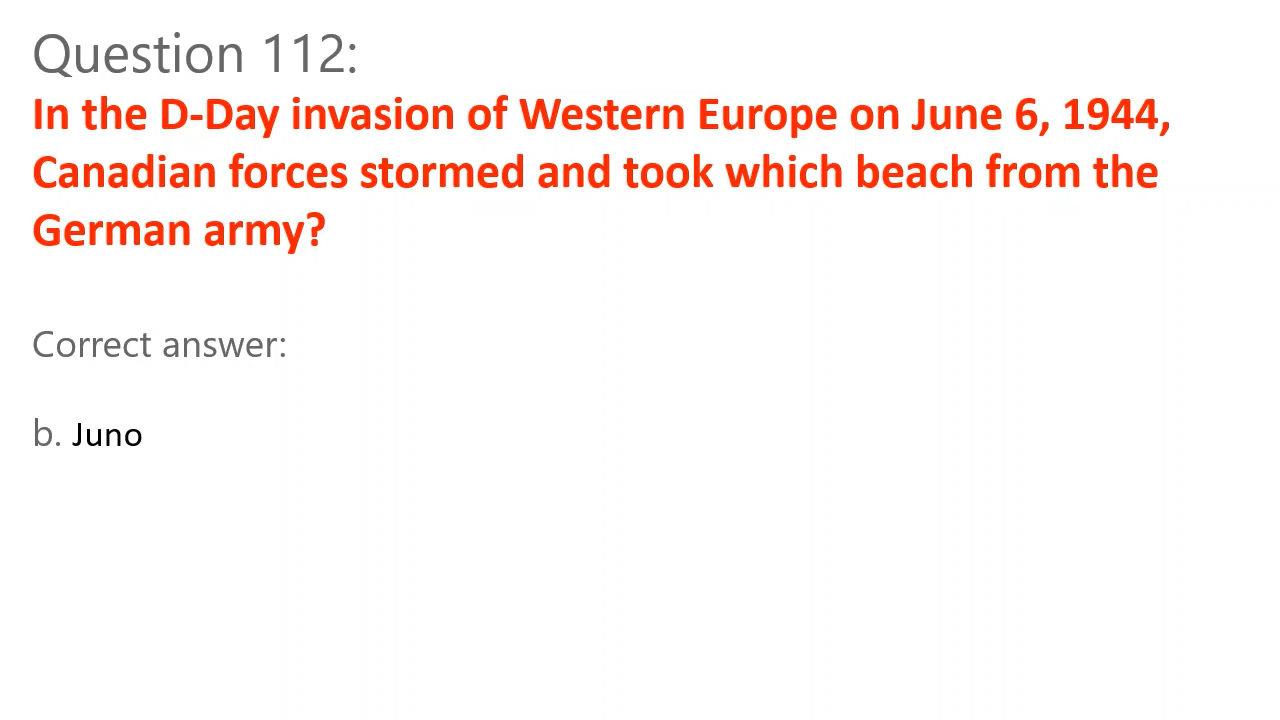 Question 112:
In the D-Day invasion of Western Europe on June 6, 1944,
Canadian forces stormed and took which beach from the
German army?
Correct answer:
b. Juno